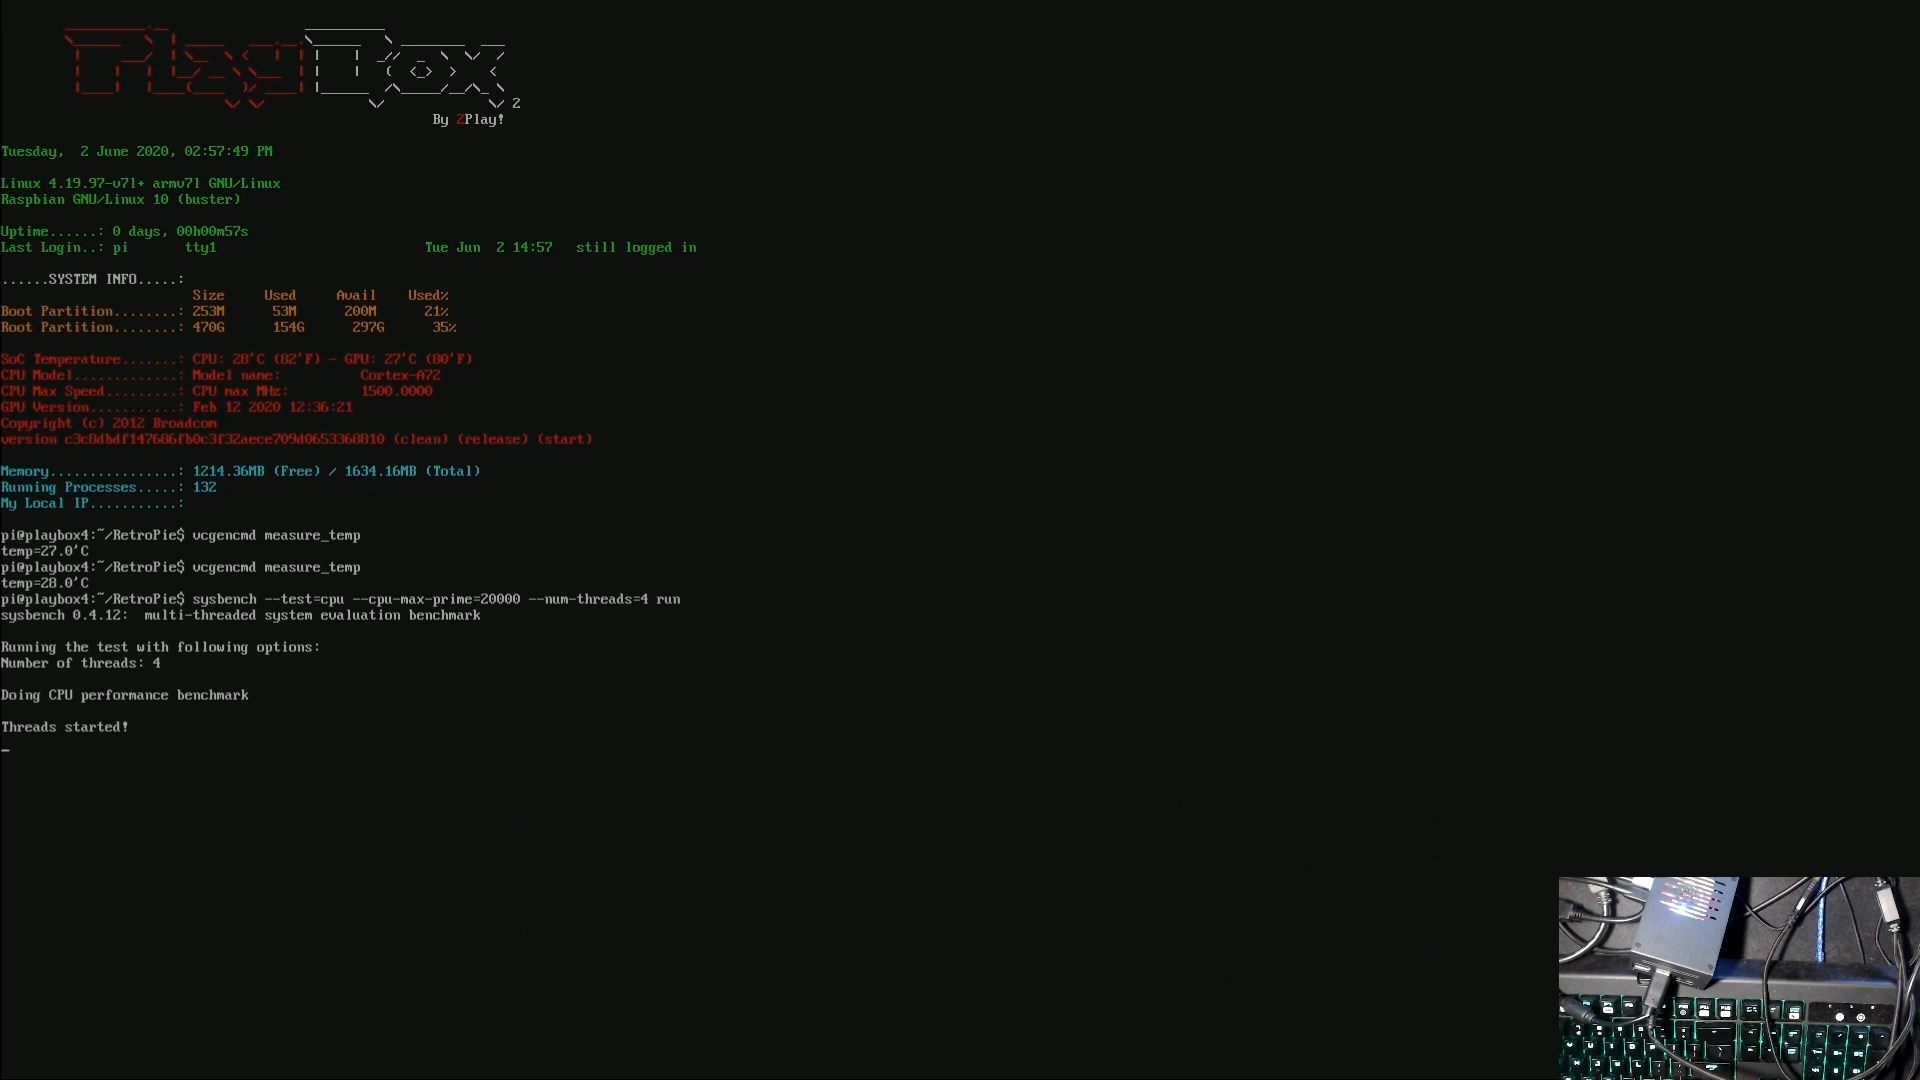 PlayBox
2
By 2Play!
Tuesday,  2 June 2020, 02:57:49 PM
Linux 4.19.97-v7l+ armv7l GNU/Linux
Raspbian GNU/Linux 10 (buster)
Uptime......: 0 days, 00h00m57s
Last Login..: pi       tty1                          Tue Jun  2 14:57   still logged in
......SYSTEM INFO.....:
Size     Used     Avail    Used%
Boot Partition........: 253M      53M      200M      21%
Root Partition........: 470G      154G      297G      35%
SoC Temperature.......: CPU: 28'C (82'F) - GPU: 27'C (80'F)
CPU Model.............: Model name:          Cortex-A72
CPU Max Speed.........: CPU max MHz:         1500.0000
GPU Version...........: Feb 12 2020 12:36:21
Copyright (c) 2012 Broadcom
version c3c8dbdf147686fb0c3f32aece709d0653368810 (clean) (release) (start)
Memory................: 1214.36MB (Free) / 1634.16MB (Total)
Running Processes.....: 132
My Local IP...........:
pi@playbox4:~/RetroPie$ vcgencmd measure_temp
temp=27.0'C
pi@playbox4:~/RetroPie$ vcgencmd measure_temp
temp=28.0'C
pi@playbox4:~/RetroPie$ sysbench --test=cpu --cpu-max-prime=20000 --num-threads=4 run
sysbench 0.4.12:  multi-threaded system evaluation benchmark
Running the test with following options:
Number of threads: 4
Doing CPU performance benchmark
Threads started!
_